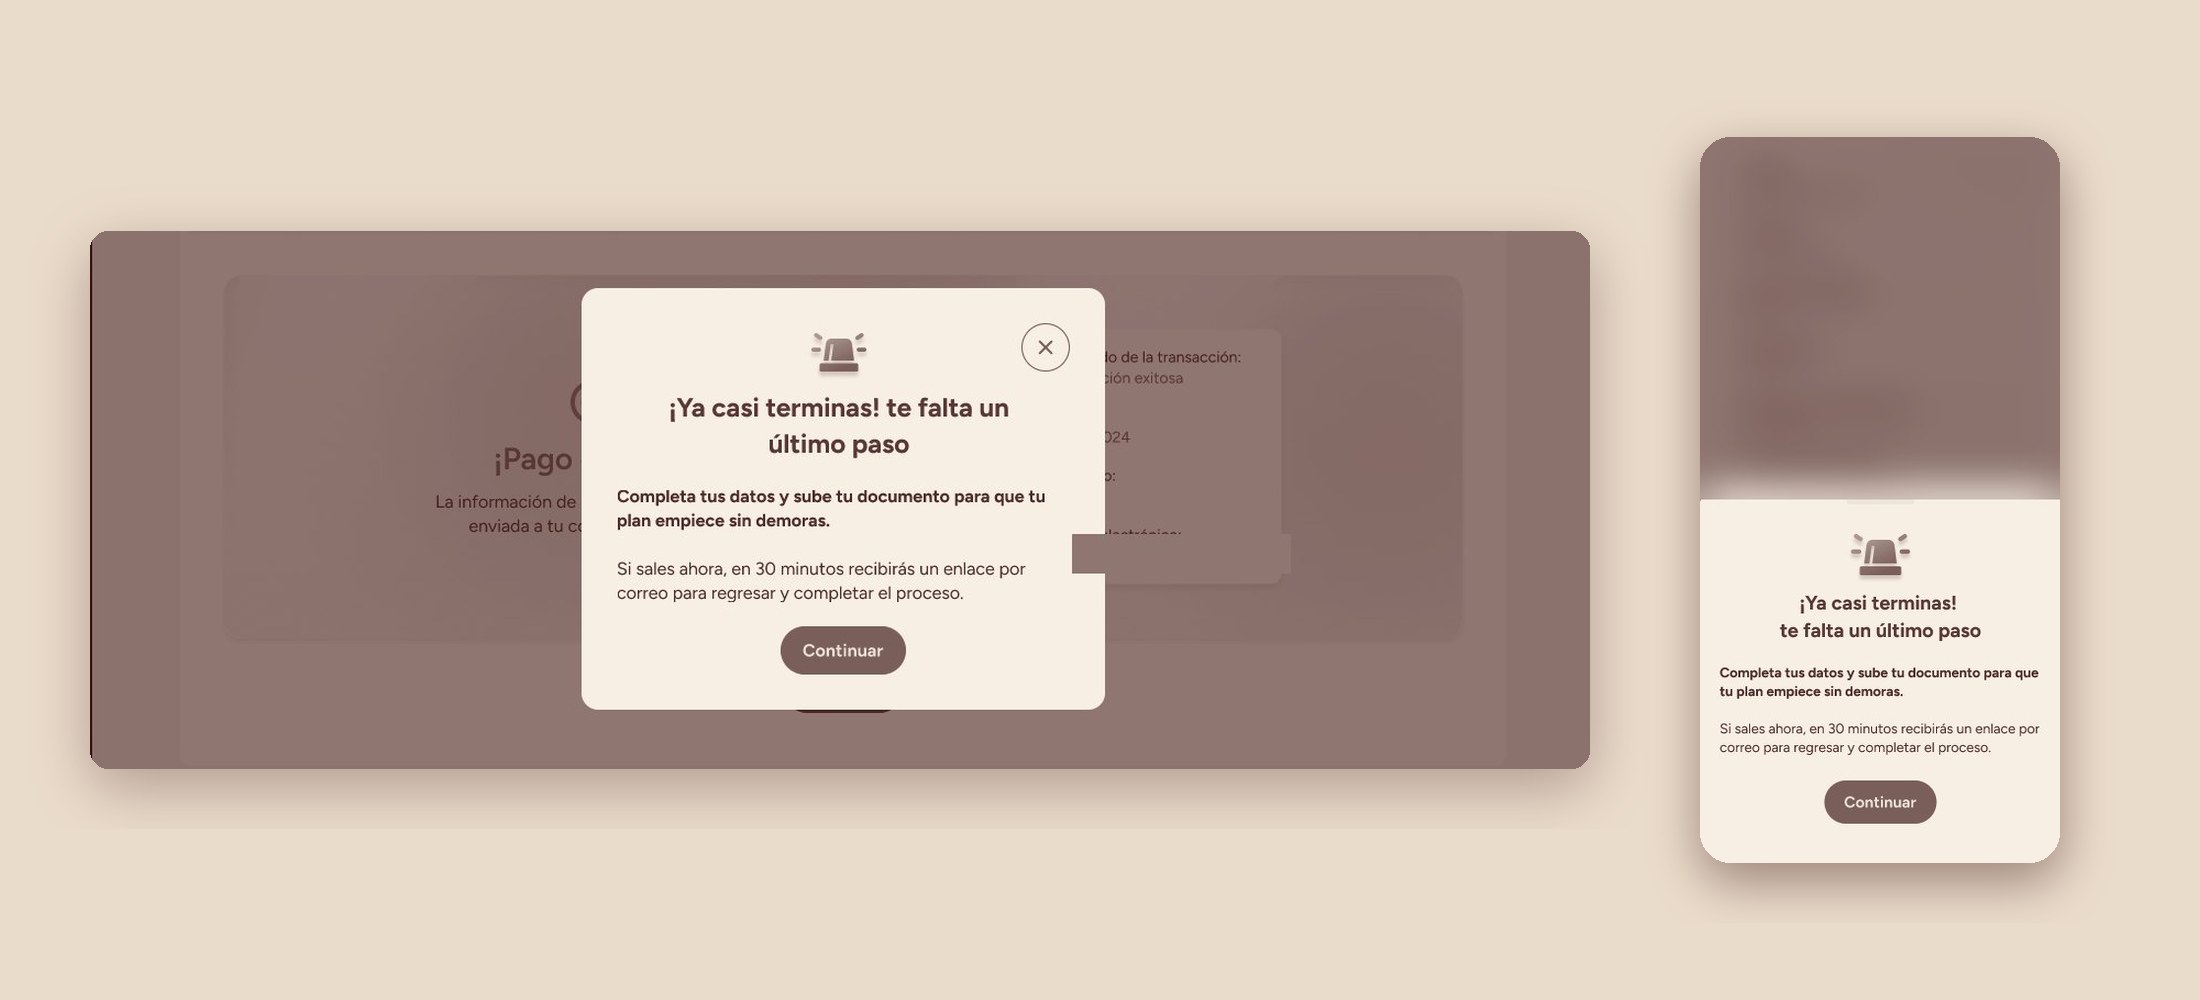 ¡Pago
La información de
enviada a tu
de la transacción:
exitosa
¡Ya casi terminas! te falta un
último paso
Completa tus datos y sube tu documento para que tu
plan empiece sin demoras.
Si sales ahora, en 30 minutos recibirás un enlace por
correo para regresar y completar el proceso.
Continuar
¡Ya casi terminas!
te falta un último paso
Completa tus datos y sube tu documento para que
tu plan empiece sin demoras.
Si sales ahora, en 30 minutos recibirás un enlace por
correo para regresar y completar el proceso.
Continuar